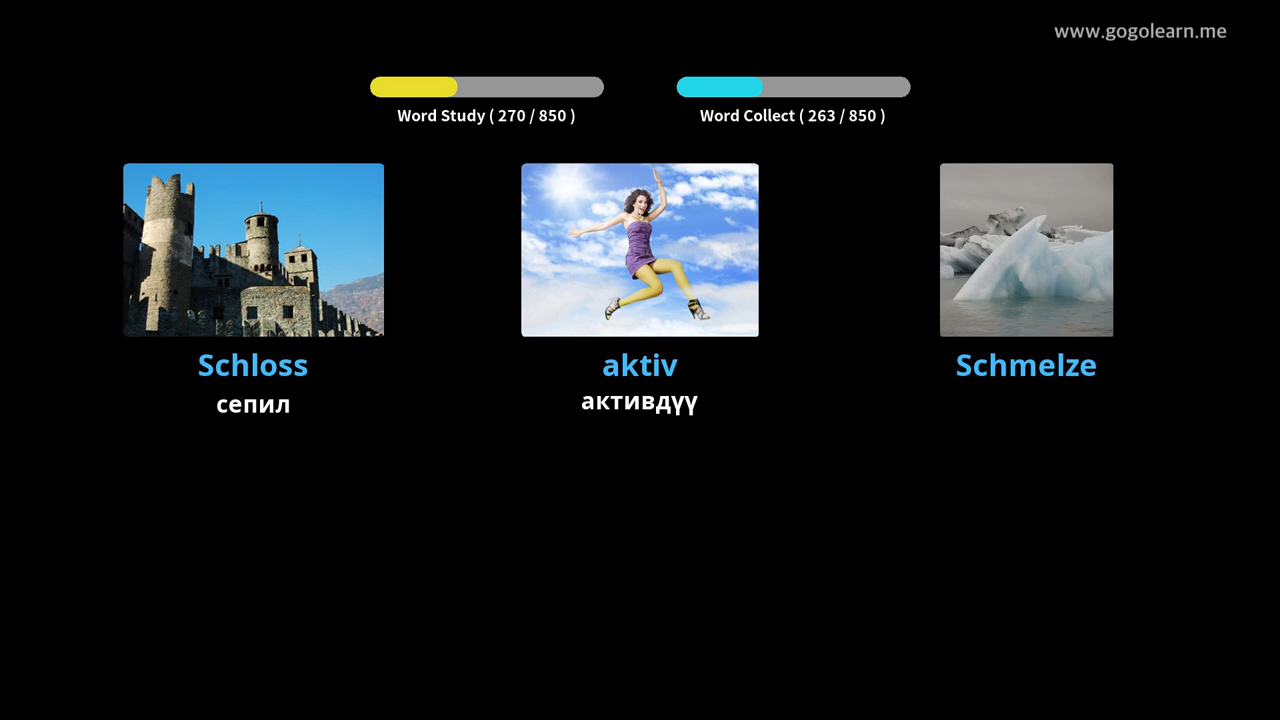 www.gogolearn.me
Word Study ( 270 / 850 )
Word Collect ( 263 / 850 )
Schloss
aktiv
Schmelze
сепил
активдүү